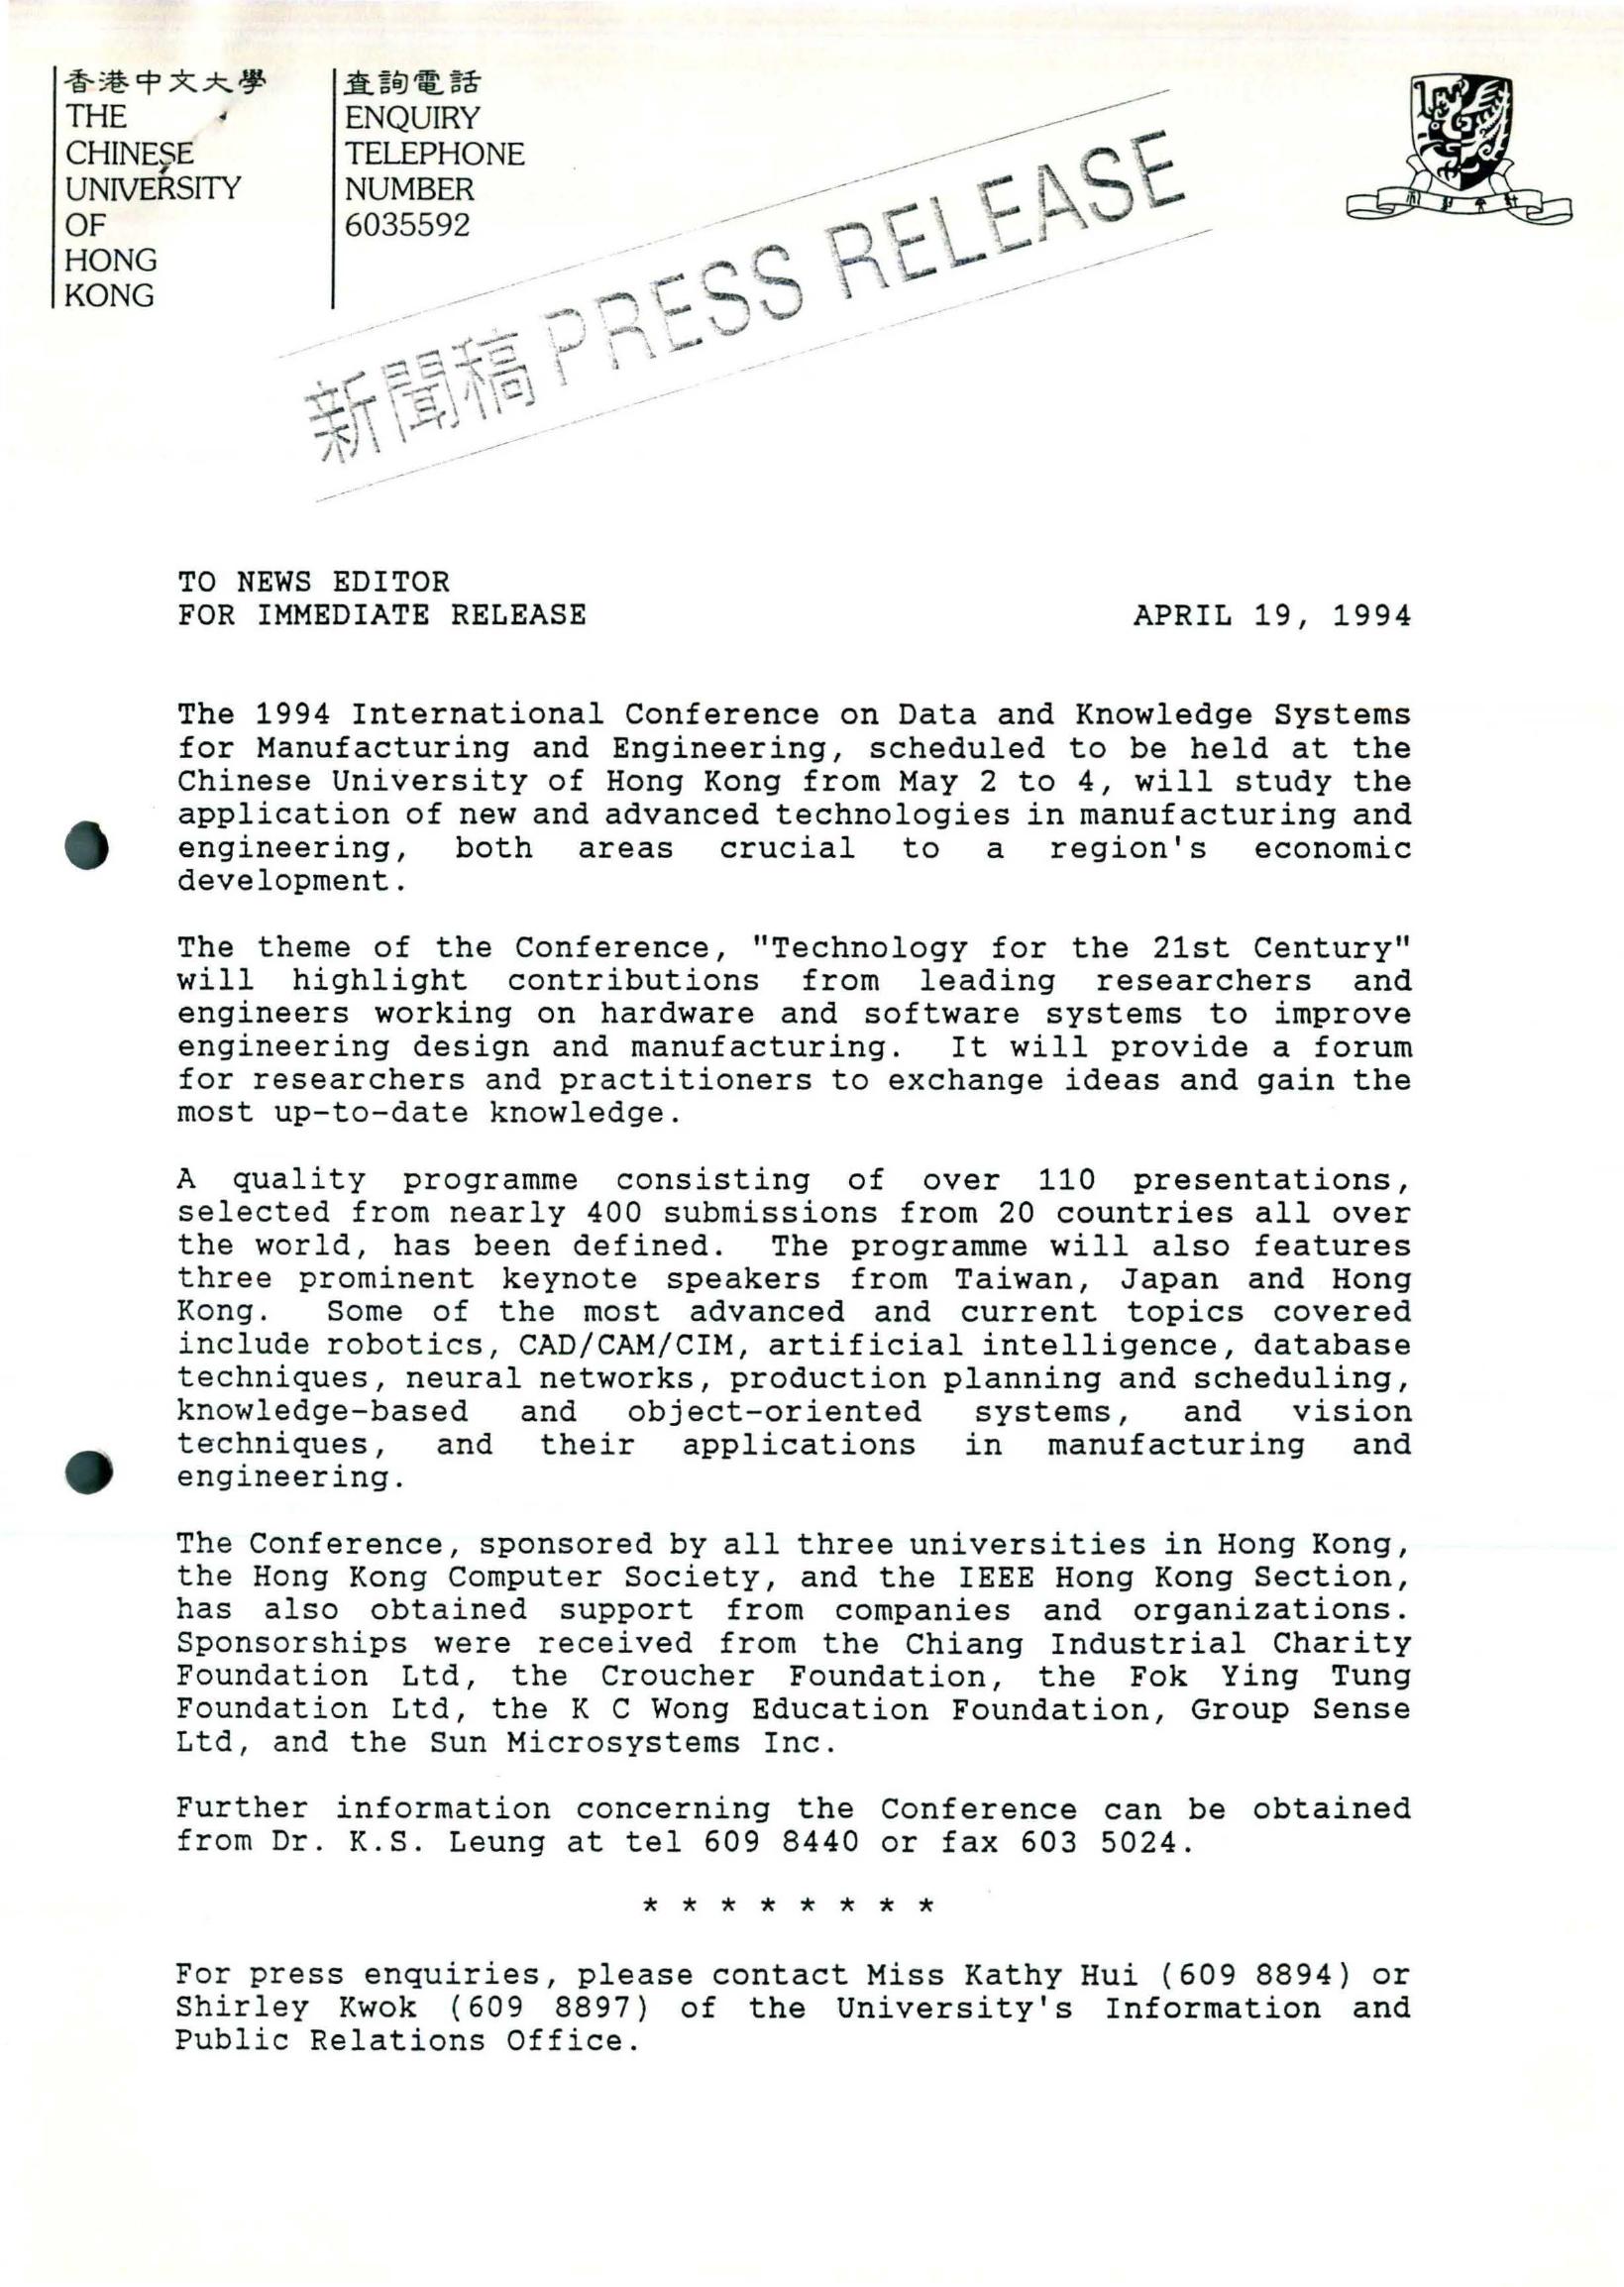 香港中文大學
THE
CHINESE
UNIVERSITY
OF
HONG
KONG
查詢電話
ENQUIRY
TELEPHONE
NUMBER
6035592
新聞稿 PRESS RELEASE
TO NEWS EDITOR
FOR IMMEDIATE RELEASE APRIL 19, 1994
The 1994 International Conference on Data and Knowledge Systems
for Manufacturing and Engineering, scheduled to be held at the
Chinese University of Hong Kong from May 2 to 4, will study the
application of new and advanced technologies in manufacturing and
engineering, both areas crucial to a region's economic
development.
The theme of the Conference, "Technology for the 21st Century"
will highlight contributions from leading researchers and
engineers working on hardware and software systems to improve
engineering design and manufacturing. It will provide a forum
for researchers and practitioners to exchange ideas and gain the
most up-to-date knowledge.
A quality programme consisting of over 110 presentations,
selected from nearly 400 submissions from 20 countries all over
the world, has been defined. The programme will also features
three prominent keynote speakers from Taiwan, Japan and Hong
Kong. Some of the most advanced and current topics covered
include robotics, CAD/CAM/CIM, artificial intelligence, database
techniques, neural networks, production planning and scheduling,
knowledge-based and object-oriented systems, and vision
techniques, and their applications in manufacturing and
engineering.
The Conference, sponsored by all three universities in Hong Kong,
the Hong Kong Computer Society, and the IEEE Hong Kong Section,
has also obtained support from companies and organizations.
Sponsorships were received from the Chiang Industrial Charity
Foundation Ltd, the Croucher Foundation, the Fok Ying Tung
Foundation Ltd, the K C Wong Education Foundation, Group Sense
Ltd, and the Sun Microsystems Inc.
Further information concerning the Conference can be obtained
from Dr. K.S. Leung at tel 609 8440 or fax 603 5024.
* * * * * * * *
For press enquiries, please contact Miss Kathy Hui (609 8894) or
Shirley Kwok (609 8897) of the University's Information and
Public Relations Office.